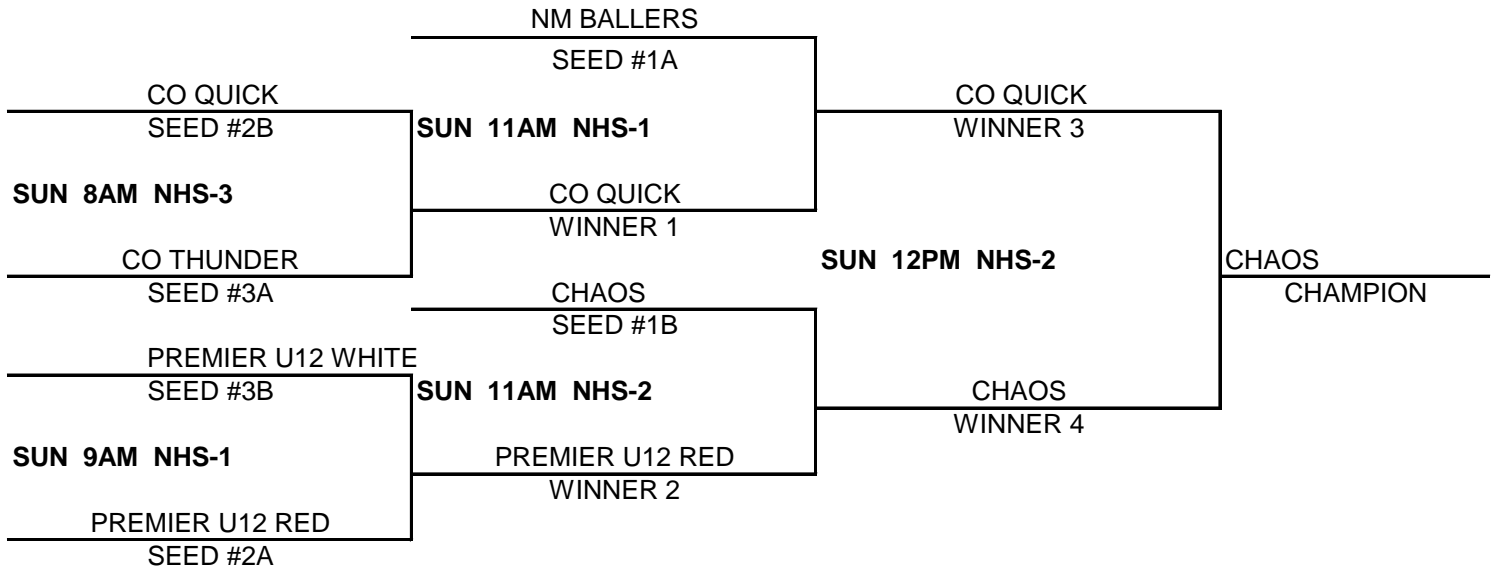 NM BALLERS
SEED #1A
CO QUICK
CO QUICK
SEED #2B
SUN 11AM NHS-1
WINNER 3
SUN 8AM NHS-3
CO QUICK
WINNER 1
CO THUNDER
SUN 12PM NHS-2
CHAOS
SEED #3A
CHAOS
CHAMPION
SEED #1B
PREMIER U12 WHITE
SEED #3B
SUN 11AM NHS-2
CHAOS
WINNER 4
SUN 9AM NHS-1
PREMIER U12 RED
WINNER 2
PREMIER U12 RED
SEED #2A